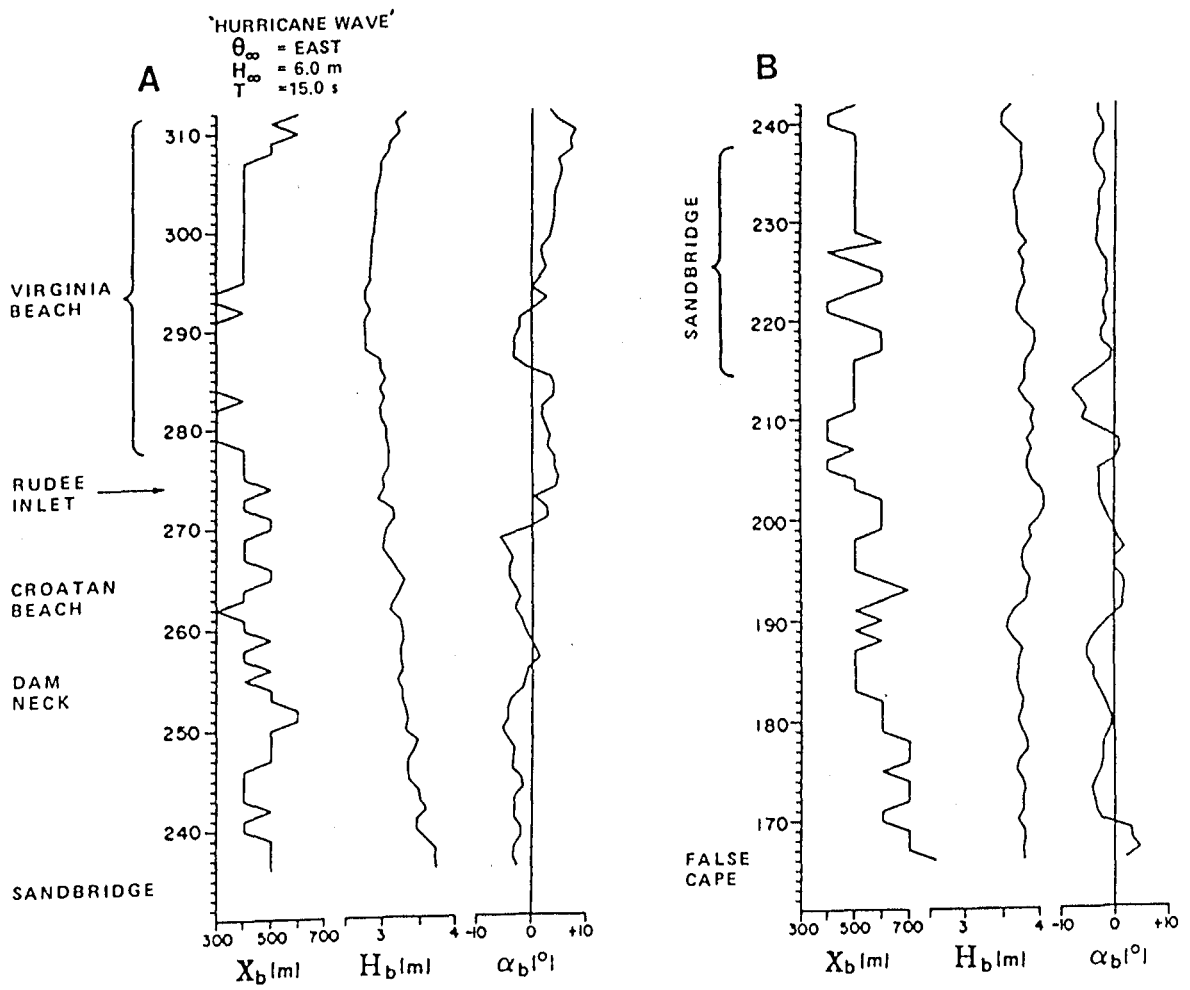 'HURRICANE WAVE'
θ∞ = EAST
H∞ = 6.0 m
T =15.0 s
A
310
300
290
280
270
260
250
240
VIRGINIA
BEACH
RUDEE
INLET
CROATAN
BEACH
DAM
NECK
SANDBRIDGE
300 500 700
3 4
-10 0 +10
Xb(m)
Hb(m)
αb(°)
B
240
230
220
210
200
190
180
170
SANDBRIDGE
FALSE
CAPE
300 500 700
3 4
-10 0 +10
Xb(m)
Hb(m)
αb(°)